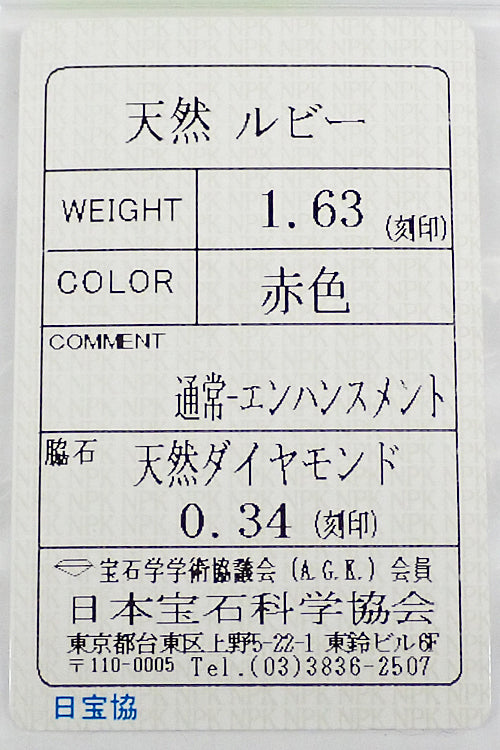 天然 ルビー
WEIGHT 1.63 (刻印)
COLOR 赤色
COMMENT
通常-エンハンスメント
脇石 天然ダイヤモンド
0.34 (刻印)
宝石学学術協議会 (A.G.K.) 会員
日本宝石科学協会
東京都台東区上野5-22-1 東鈴ビル6F
〒110-0005 Tel.(03)3836-2507
日宝協